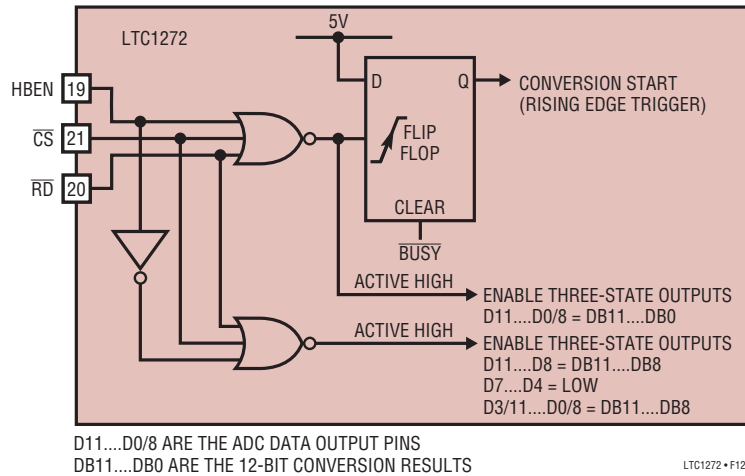 LTC1272
5V
HBEN 19
CS 21
RD 20
D Q
FLIP
FLOP
CLEAR
BUSY
CONVERSION START
(RISING EDGE TRIGGER)
ACTIVE HIGH
ENABLE THREE-STATE OUTPUTS
D11....D0/8 = DB11....DB0
ACTIVE HIGH
ENABLE THREE-STATE OUTPUTS
D11....D8 = DB11....DB8
D7....D4 = LOW
D3/11....D0/8 = DB11....DB8
D11....D0/8 ARE THE ADC DATA OUTPUT PINS
DB11....DB0 ARE THE 12-BIT CONVERSION RESULTS
LTC1272 • F12